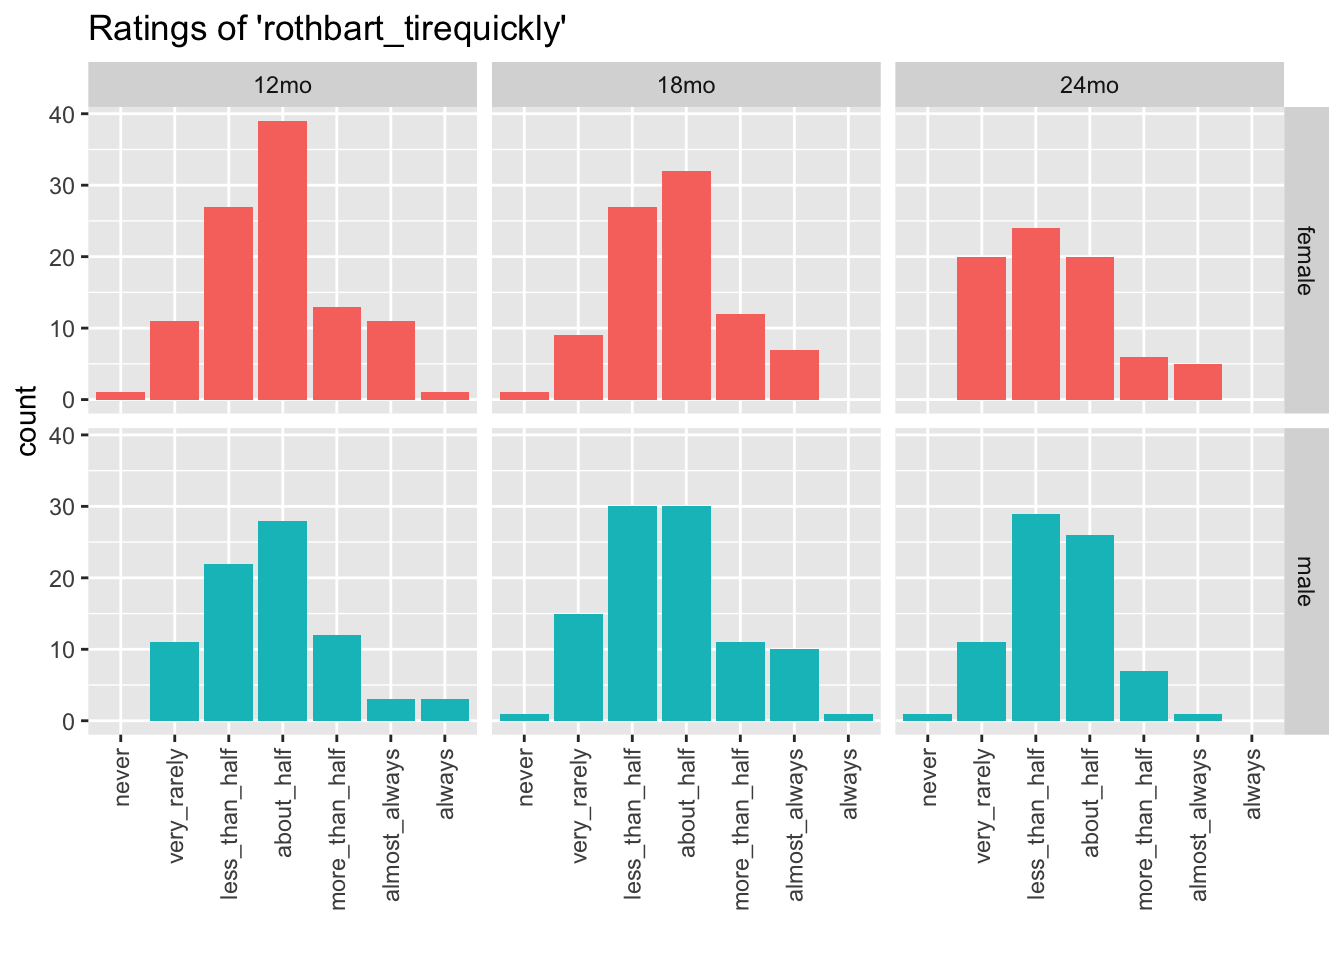 Ratings of 'rothbart_tirequickly'
12mo 18mo 24mo
40
30
20
10
0
female
count
40
30
20
10
0
male
never very_rarely less_than_half about_half more_than_half almost_always always
never very_rarely less_than_half about_half more_than_half almost_always always
never very_rarely less_than_half about_half more_than_half almost_always always